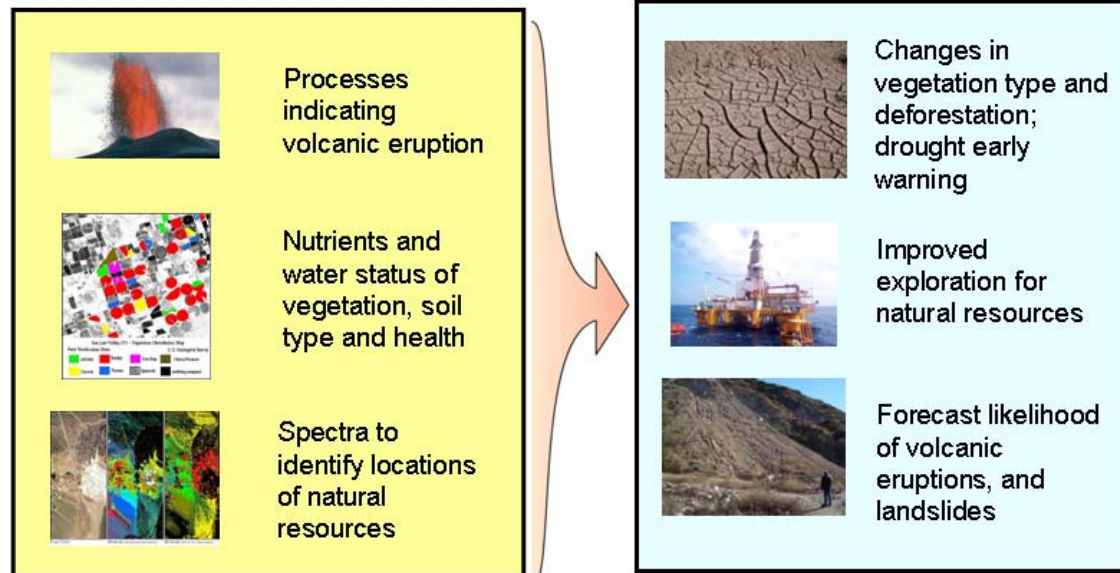 Processes
indicating
volcanic eruption
Nutrients and
water status of
vegetation, soil
type and health
Spectra to
identify locations
of natural
resources
Changes in
vegetation type and
deforestation;
drought early
warning
Improved
exploration for
natural resources
Forecast likelihood
of volcanic
eruptions, and
landslides